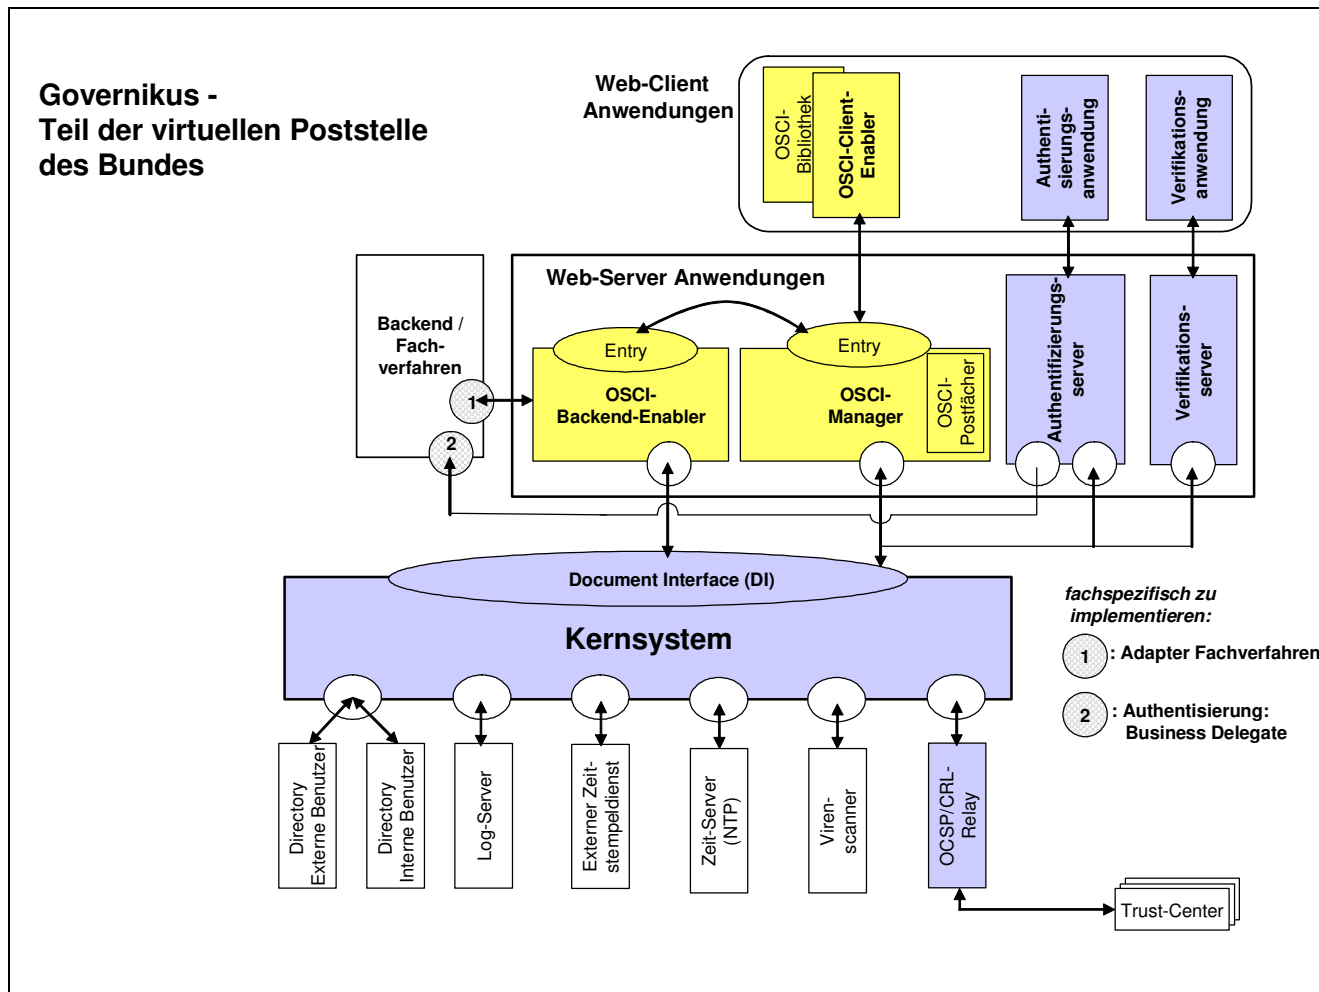 Governikus -
Teil der virtuellen Poststelle
des Bundes
Web-Client
Anwendungen
OSCI-
Bibliothek
OSCI-Client-
Enabler
Authenti-
sierungs-
anwendung
Verifikations-
anwendung
Web-Server Anwendungen
Backend /
Fach-
verfahren
1
2
Entry
OSCI-
Backend-Enabler
Entry
OSCI-
Manager
OSCI-
Postfächer
Authentifizierungs-
server
Verifikations-
server
Document Interface (DI)
Kernsystem
fachspezifisch zu
implementieren:
1 : Adapter Fachverfahren
2 : Authentisierung:
Business Delegate
Directory
Externe Benutzer
Directory
Interne Benutzer
Log-Server
Externer Zeit-
stempeldienst
Zeit-Server
(NTP)
Viren-
scanner
OCSP/CRL-
Relay
Trust-Center